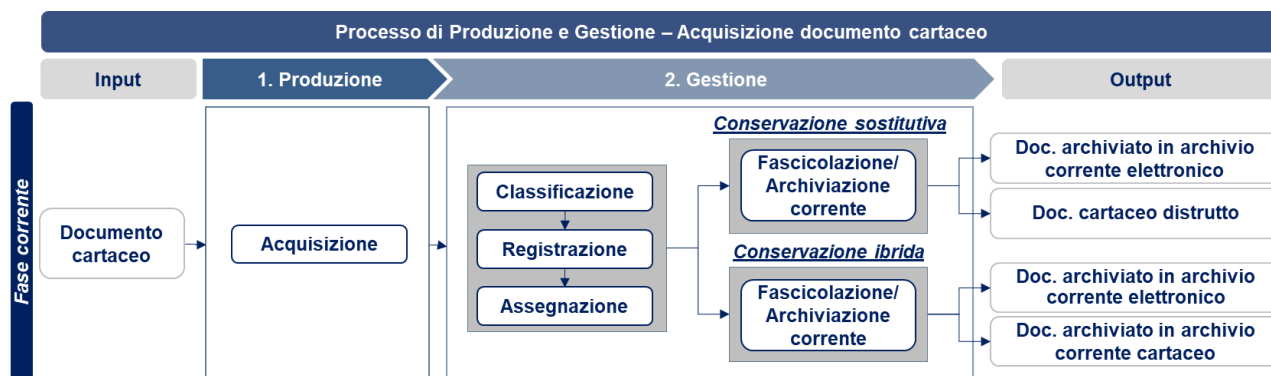 Processo di Produzione e Gestione – Acquisizione documento cartaceo
Input
1. Produzione
2. Gestione
Output
Fase corrente
Documento
cartaceo
Acquisizione
Classificazione
Registrazione
Assegnazione
Conservazione sostitutiva
Fascicolazione/
Archiviazione
corrente
Conservazione ibrida
Fascicolazione/
Archiviazione
corrente
Doc. archiviato in archivio
corrente elettronico
Doc. cartaceo distrutto
Doc. archiviato in archivio
corrente elettronico
Doc. archiviato in archivio
corrente cartaceo